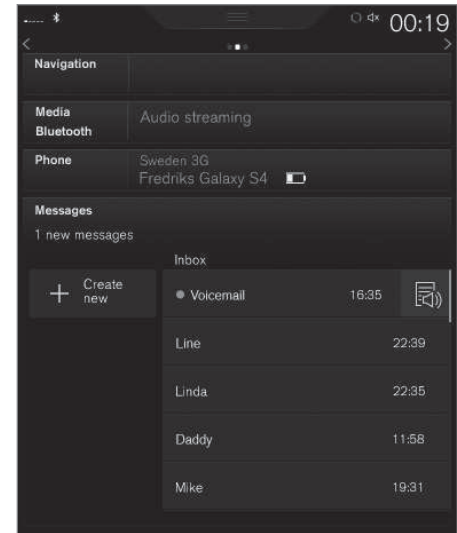 00:19
Navigation
Media
Bluetooth
Audio streaming
Phone
Sweden 3G
Fredriks Galaxy S4
Messages
1 new messages
Inbox
Create
new
Voicemail 16:35
Line 22:39
Linda 22:35
Daddy 11:58
Mike 19:31